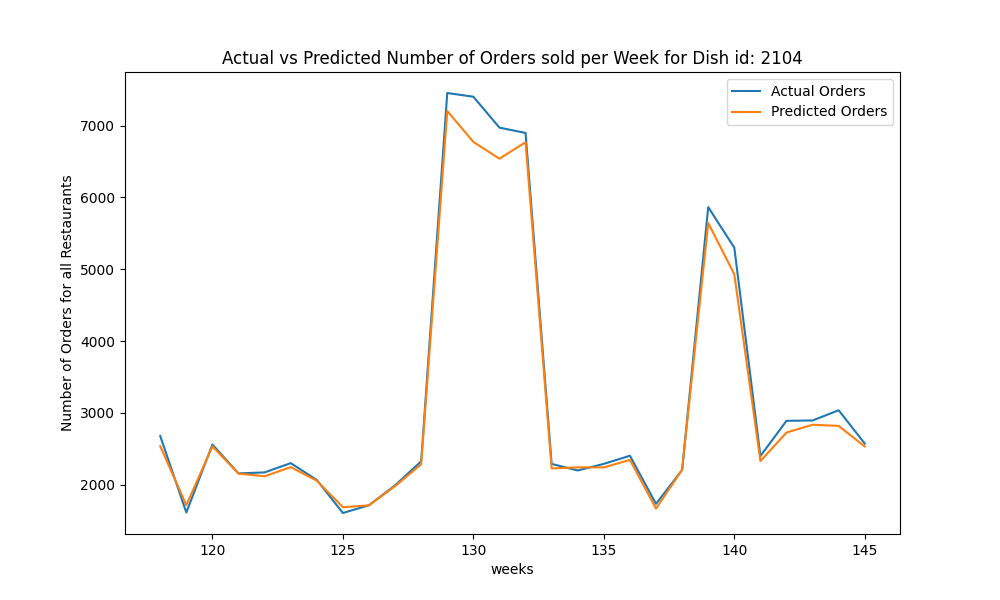 Actual vs Predicted Number of Orders sold per Week for Dish id: 2104
Actual Orders
Predicted Orders
Number of Orders for all Restaurants
7000
6000
5000
4000
3000
2000
120 125 130 135 140 145
weeks